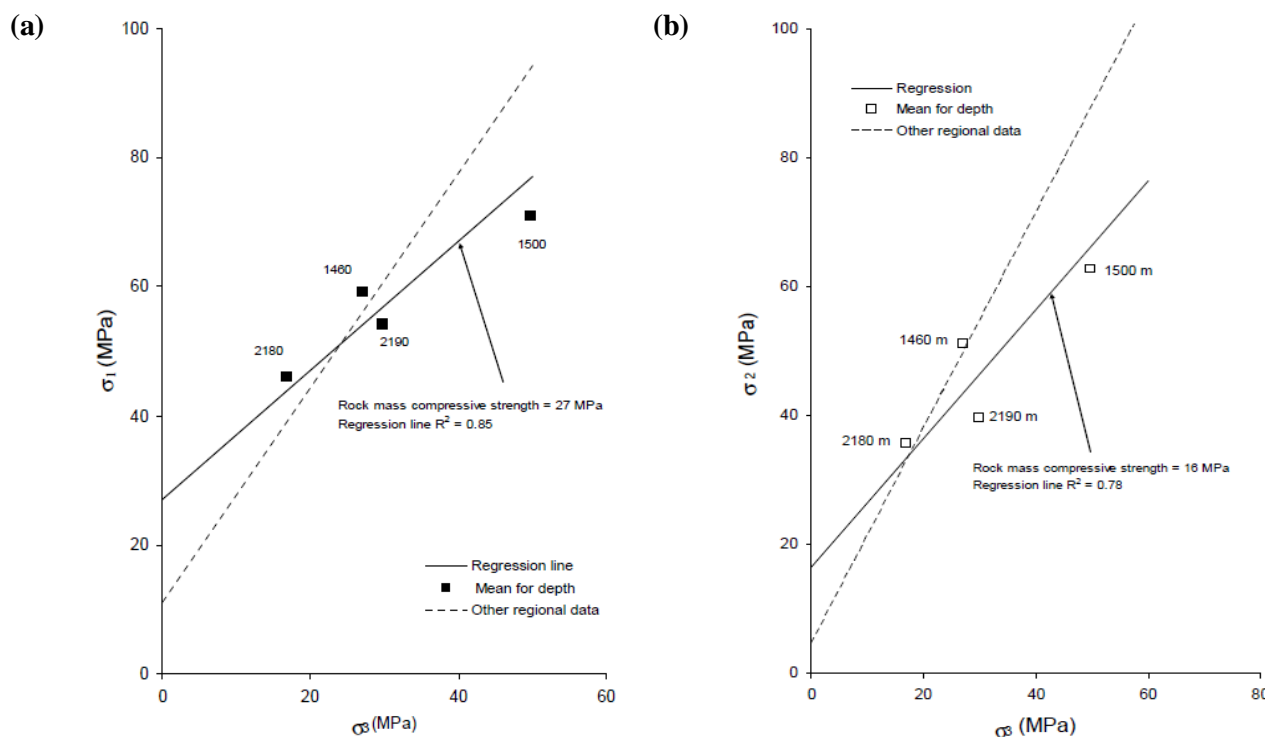 (a)
100
80
60
40
20
0
σ1 (MPa)
1460
1500
2180
2190
Rock mass compressive strength = 27 MPa
Regression line R² = 0.85
Regression line
Mean for depth
Other regional data
0 20 40 60
σ3 (MPa)
(b)
100
80
60
40
20
0
σ2 (MPa)
Regression
Mean for depth
Other regional data
1500 m
1460 m
2190 m
2180 m
Rock mass compressive strength = 16 MPa
Regression line R² = 0.78
0 20 40 60 80
σ3 (MPa)